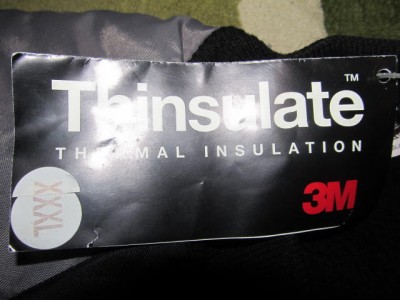 Thinsulate™
THERMAL INSULATION
3M
XXXL